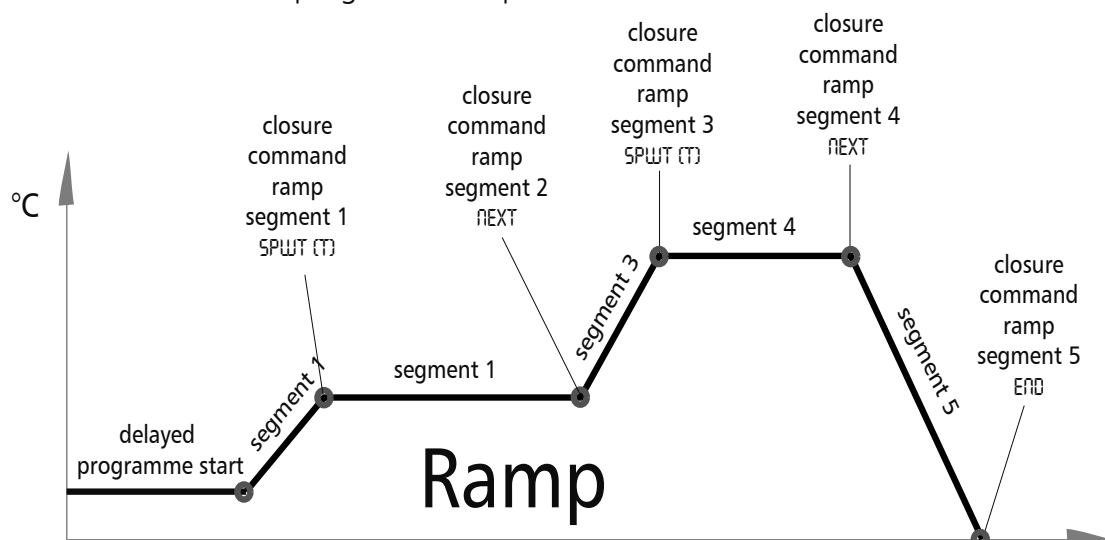 closure
command
ramp
segment 1
SPWT (T)
closure
command
ramp
segment 2
NEXT
closure
command
ramp
segment 3
SPWT (T)
closure
command
ramp
segment 4
NEXT
closure
command
ramp
segment 5
END
°C
delayed
programme start
segment 1
segment 1
segment 3
segment 4
segment 5
Ramp